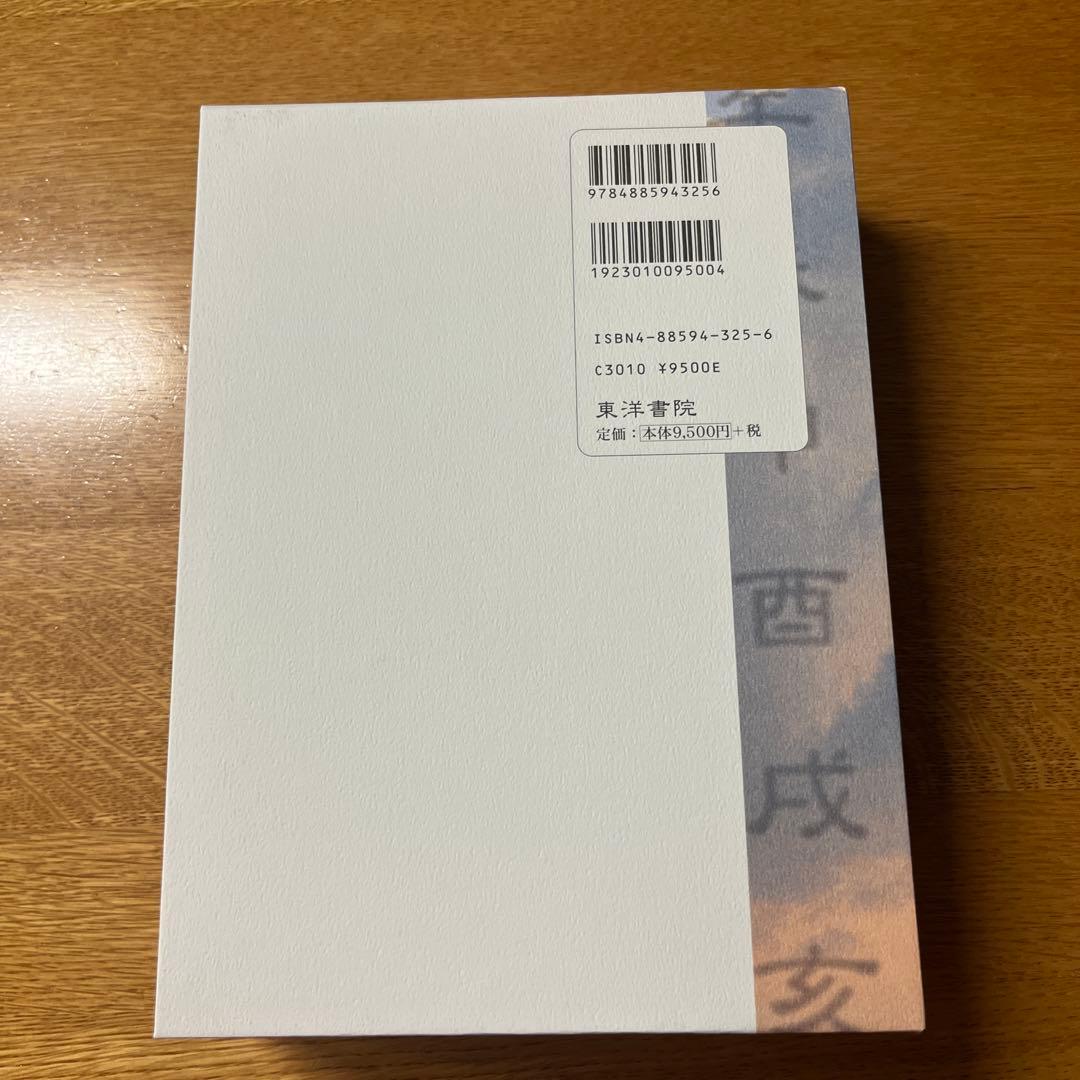 9784885943256
1923010095004
ISBN4-88594-325-6
C3010 ¥9500E
東洋書院
定価：本体9,500円+税
酉
戌
亥